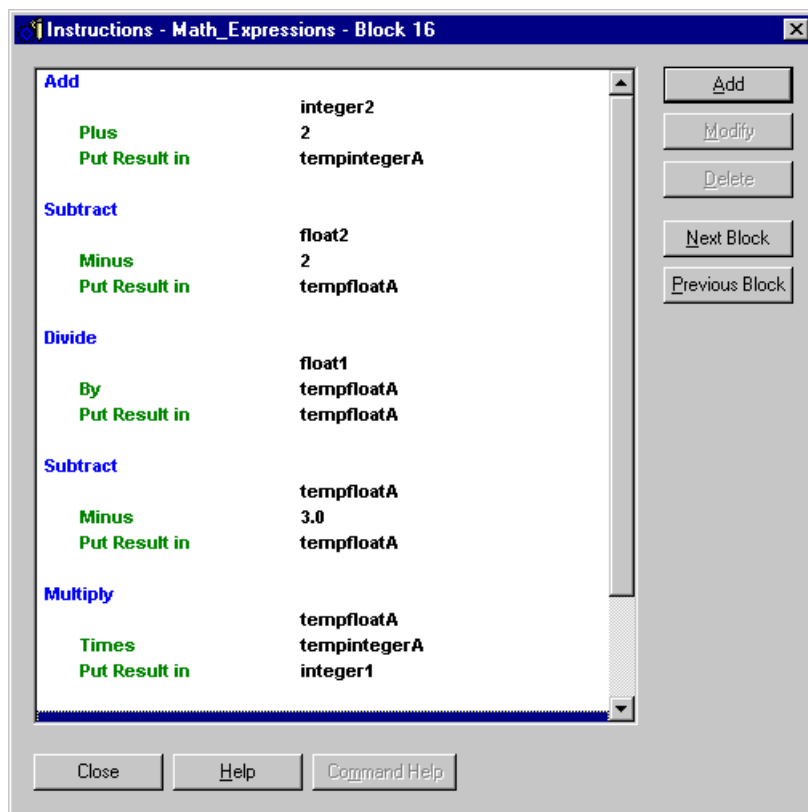 Instructions - Math_Expressions - Block 16
Add
integer2
Plus 2
Put Result in tempintegerA
Subtract
float2
Minus 2
Put Result in tempfloatA
Divide
float1
By tempfloatA
Put Result in tempfloatA
Subtract
tempfloatA
Minus 3.0
Put Result in tempfloatA
Multiply
tempfloatA
Times tempintegerA
Put Result in integer1
Add
Modify
Delete
Next Block
Previous Block
Close Help Command Help